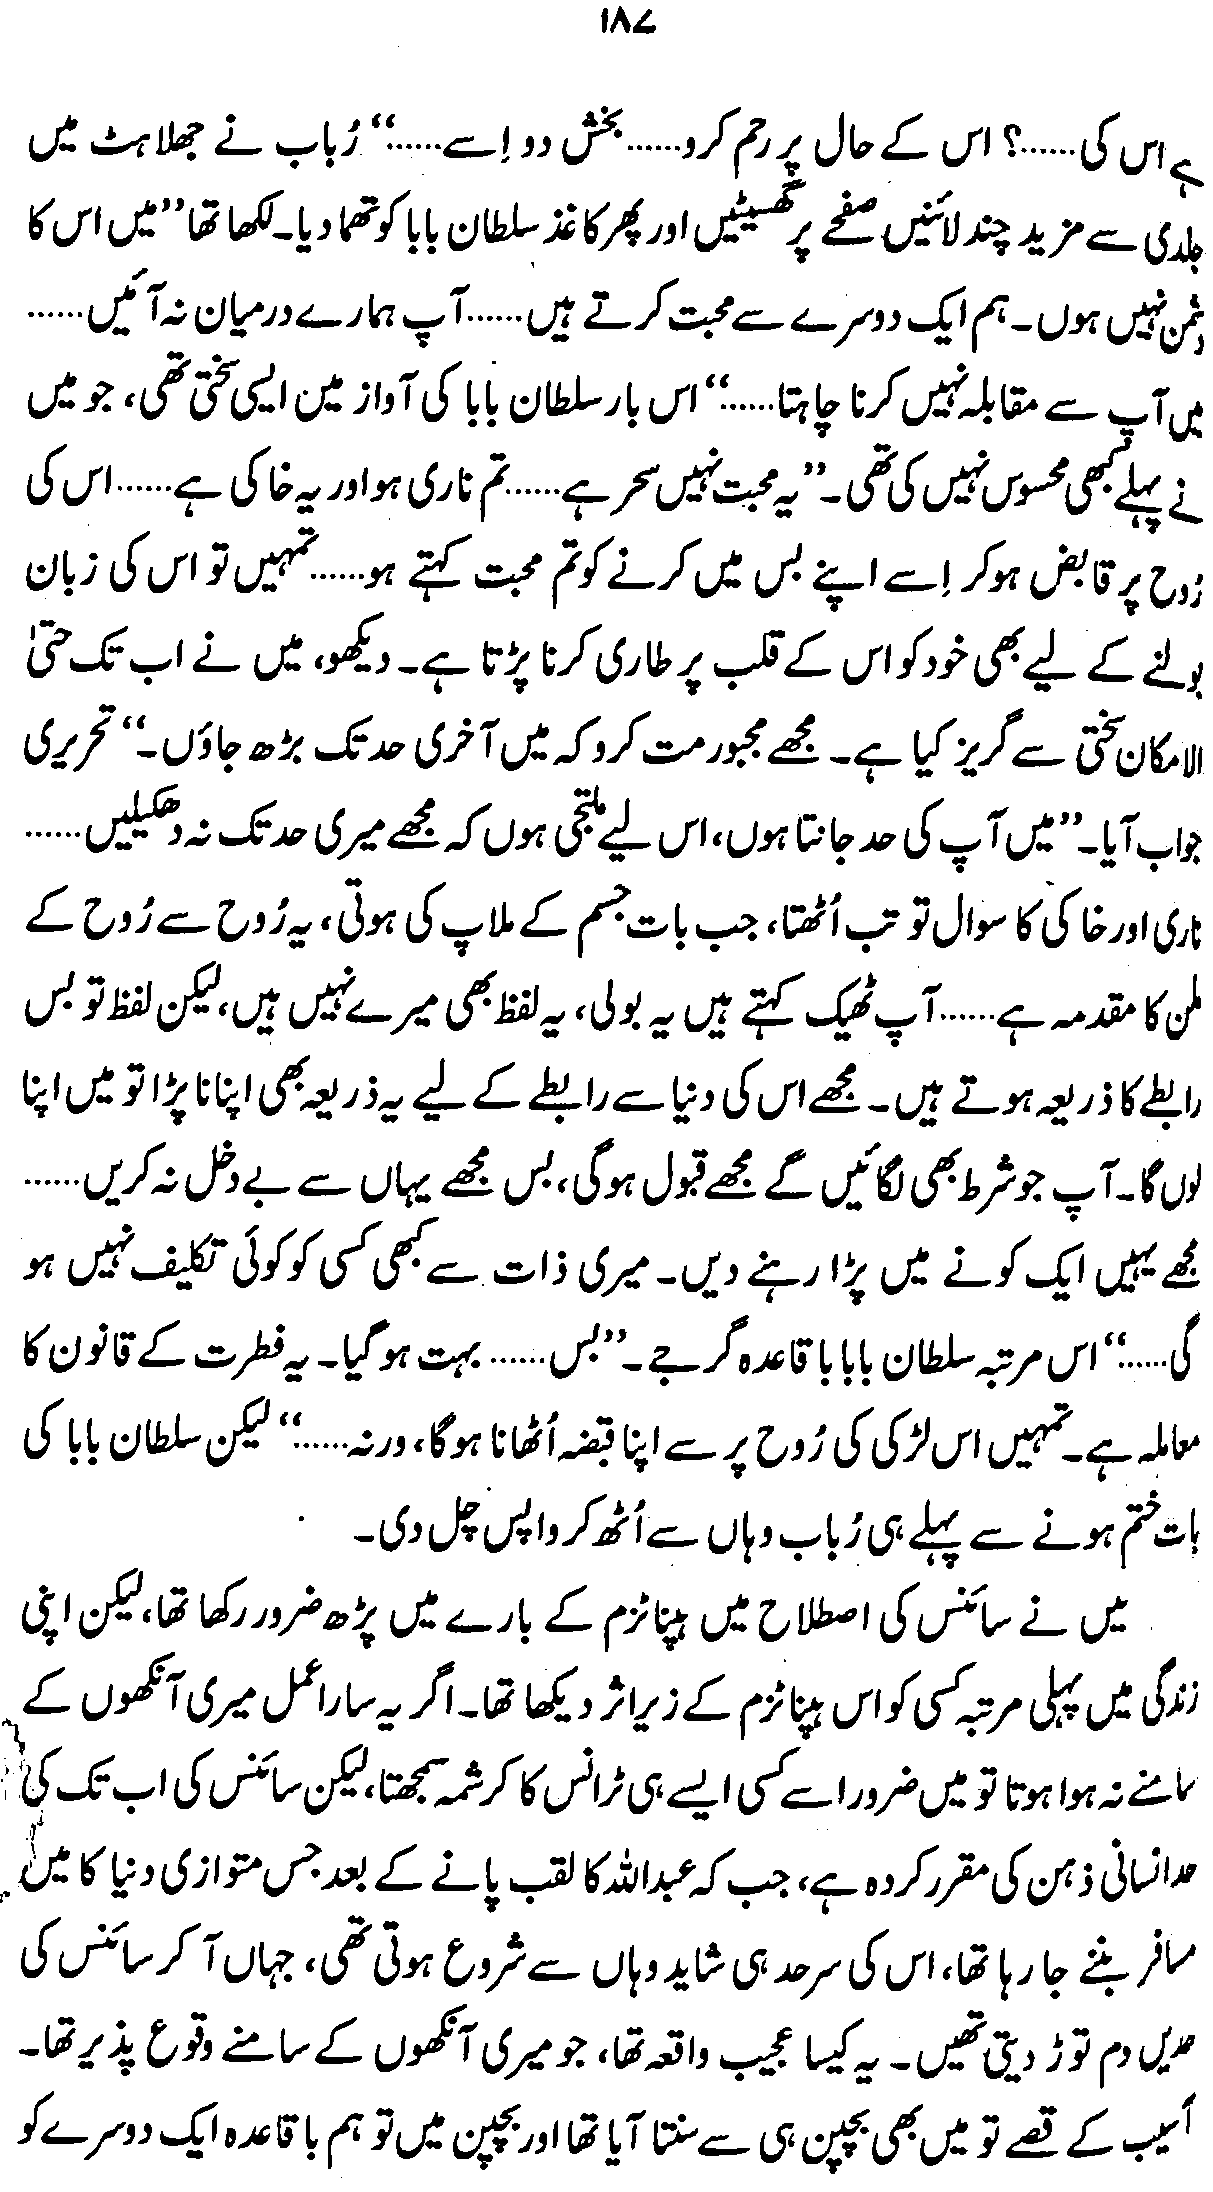 ۱۸۷
ہے اس کی......؟ اس کے حال پر رحم کرو...... بخش دو اِسے......“ رُباب نے جھلاہٹ میں
جلدی سے مزید چند لائنیں صفحے پر گھسیٹیں اور پھر کاغذ سلطان بابا کو تھما دیا۔ لکھا تھا ”میں اس کا
دشمن نہیں ہوں۔ ہم ایک دوسرے سے محبت کرتے ہیں...... آپ ہمارے درمیان نہ آئیں......
میں آپ سے مقابلہ نہیں کرنا چاہتا......“ اس بار سلطان بابا کی آواز مین ایسی سختی تھی، جو میں
نے پہلے کبھی محسوس نہیں کی تھی۔ ”یہ محبت نہیں سحر ہے...... تم ناری ہو اور یہ خاکی ہے...... اس کی
رُوح پر قابض ہوکر اِسے اپنے بس میں کرنے کو تم محبت کہتے ہو...... تمہیں تو اس کی زبان
بولنے کے لیے بھی خود کو اس کے قلب پر طاری کرنا پڑتا ہے۔ دیکھو، میں نے اب تک حتیٰ
الامکان سختی سے گریز کیا ہے۔ مجھے مجبور مت کرو کہ میں آخری حد تک بڑھ جاؤں۔“ تحریری
جواب آیا۔ ”میں آپ کی حد جانتا ہوں، اس لیے ملتجی ہوں کہ مجھے میری حد تک نہ دھکیلیں......
ناری اور خاکی کا سوال تو تب اُٹھتا، جب بات جسم کے ملاپ کی ہوتی، یہ رُوح سے رُوح کے
ملن کا مقدمہ ہے...... آپ ٹھیک کہتے ہیں یہ بولی، یہ لفظ بھی میرے نہیں ہیں، لیکن لفظ تو بس
رابطے کا ذریعہ ہوتے ہیں۔ مجھے اس کی دنیا سے رابطے کے لیے یہ ذریعہ بھی اپنانا پڑا تو میں اپنا
لوں گا۔ آپ جو شرط بھی لگائیں گے مجھے قبول ہوگی، بس مجھے یہاں سے بے دخل نہ کریں......
مجھے یہیں ایک کونے میں پڑا رہنے دیں۔ میری ذات سے کبھی کسی کو کوئی تکلیف نہیں ہو
گی......“ اس مرتبہ سلطان بابا باقاعدہ گرجے۔ ”بس...... بہت ہوگیا۔ یہ فطرت کے قانون کا
معاملہ ہے۔ تمہیں اس لڑکی کی رُوح پر سے اپنا قبضہ اُٹھانا ہوگا، ورنہ......“ لیکن سلطان بابا کی
بات ختم ہونے سے پہلے ہی رُباب وہاں سے اُٹھ کر واپس چل دی۔
میں نے سائنس کی اصطلاح میں ہپناٹزم کے بارے میں پڑھ ضرور رکھا تھا، لیکن اپنی
زندگی میں پہلی مرتبہ کسی کو اس ہپناٹزم کے زیراثر دیکھا تھا۔ اگر یہ سارا عمل میری آنکھوں کے
سامنے نہ ہوا ہوتا تو میں ضرور اسے کسی ایسے ہی ٹرانس کا کرشمہ سمجھتا، لیکن سائنس کی اب تک کی
حد انسانی ذہن کی مقرر کردہ ہے، جب کہ عبداللہ کا لقب پانے کے بعد جس متوازی دنیا کا میں
مسافر بننے جا رہا تھا، اس کی سرحد ہی شاید وہاں سے شروع ہوتی تھی، جہاں آ کر سائنس کی
حدیں دم توڑ دیتی تھیں۔ یہ کیسا عجیب واقعہ تھا، جو میری آنکھوں کے سامنے وقوع پذیر تھا۔
آسیب کے قصے تو میں بھی بچپن ہی سے سنتا آیا تھا اور بچپن میں تو ہم باقاعدہ ایک دوسرے کو